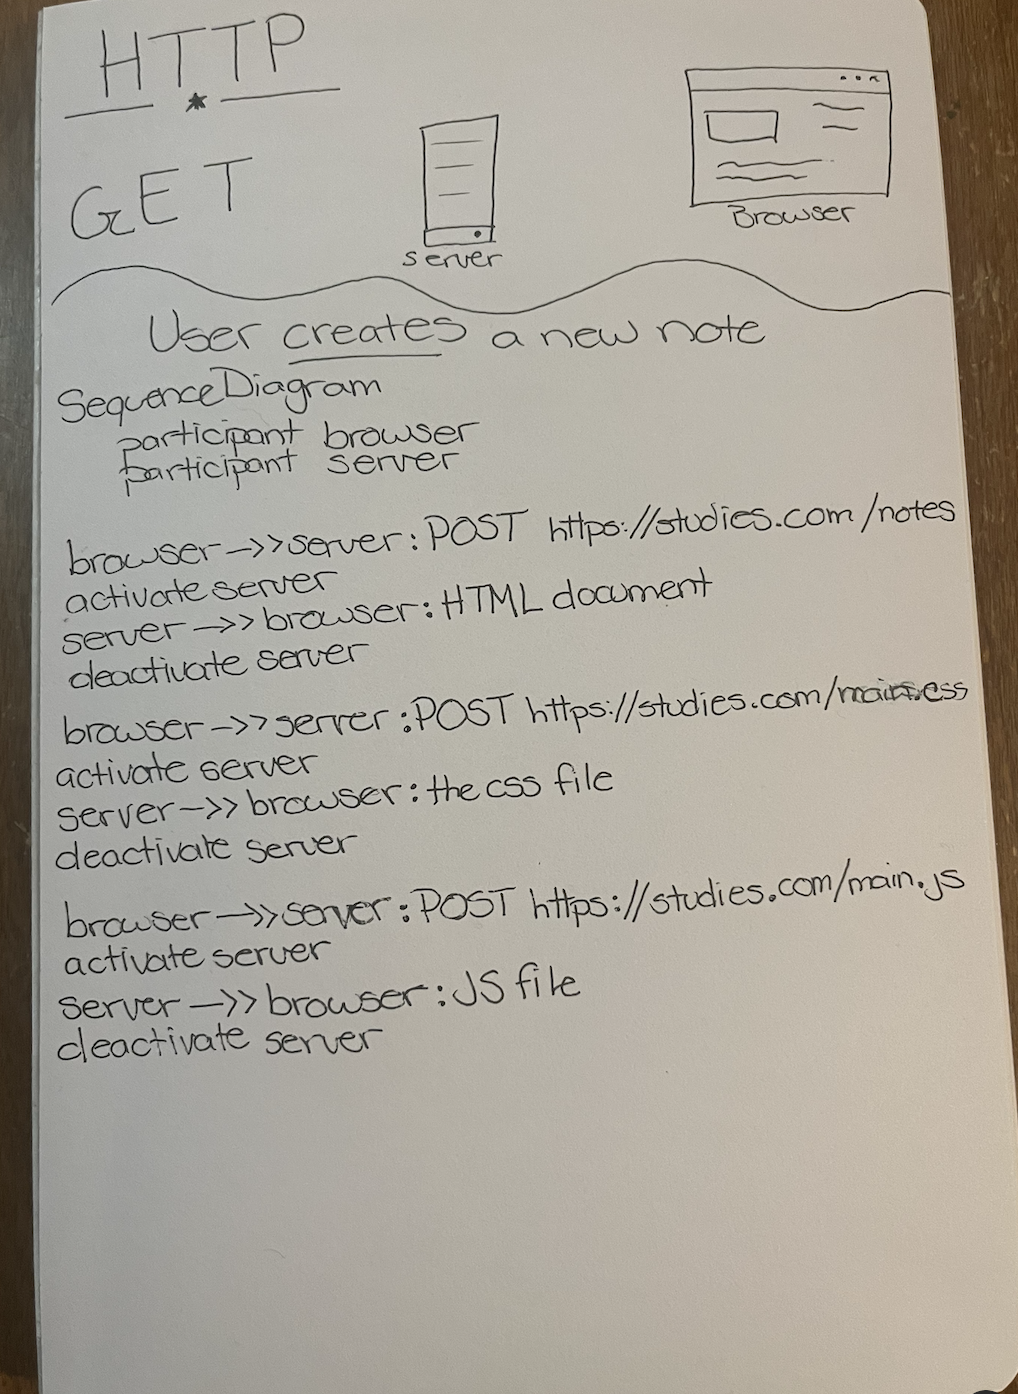 HTTP
GET
server
Browser
User creates a new note
SequenceDiagram
participant browser
participant server
browser->>server: POST https://studies.com/notes
activate server
server->>browser: HTML document
deactivate server
browser->>server: POST https://studies.com/main.css
activate server
server->>browser: the css file
deactivate server
browser->>server: POST https://studies.com/main.js
activate server
server->>browser: JS file
deactivate server